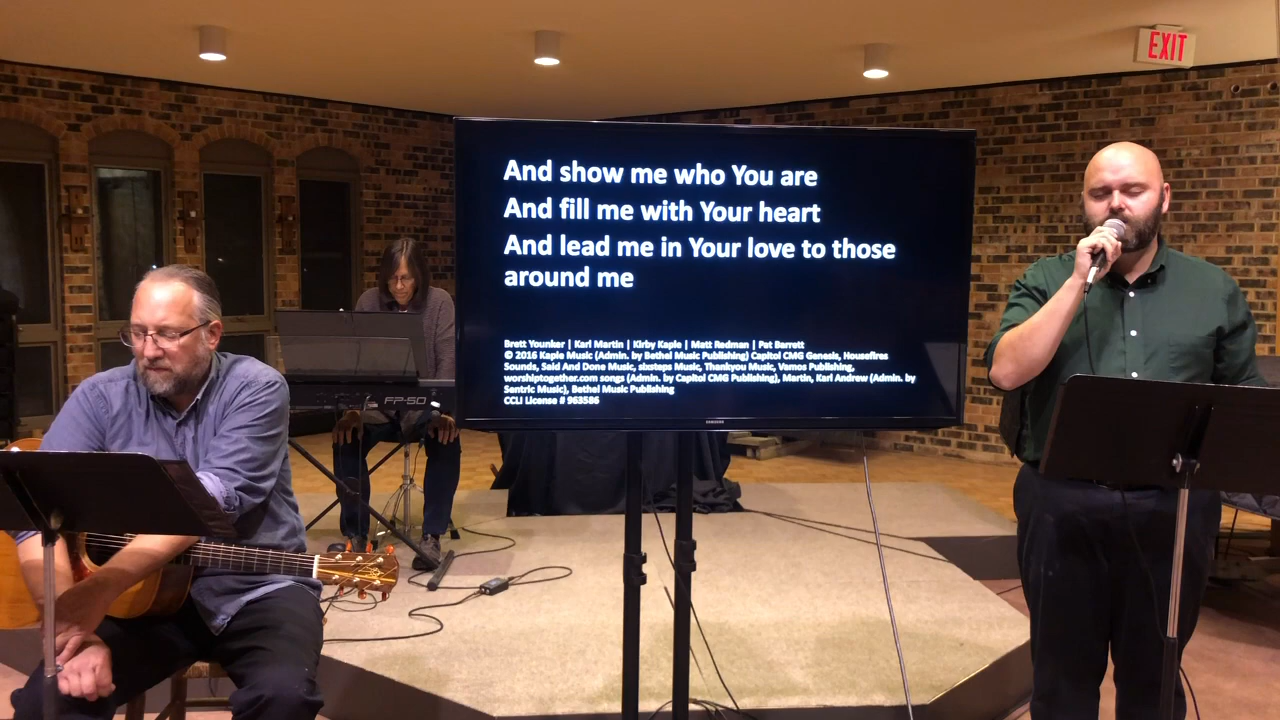 EXIT
And show me who You are
And fill me with Your heart
And lead me in Your love to those
around me
Brett Younker | Karl Martin | Kirby Kaple | Matt Redman | Pat Barrett
© 2016 Kaple Music (Admin. by Bethel Music Publishing) Capitol CMG Genesis, Housefires
Sounds, Said And Done Music, sixsteps Music, Thankyou Music, Vamos Publishing,
worshiptogether.com songs (Admin. by Capitol CMG Publishing), Martin, Karl Andrew (Admin. by
Sentric Music), Bethel Music Publishing
CCLI License # 963586
SAMSUNG
FP-50